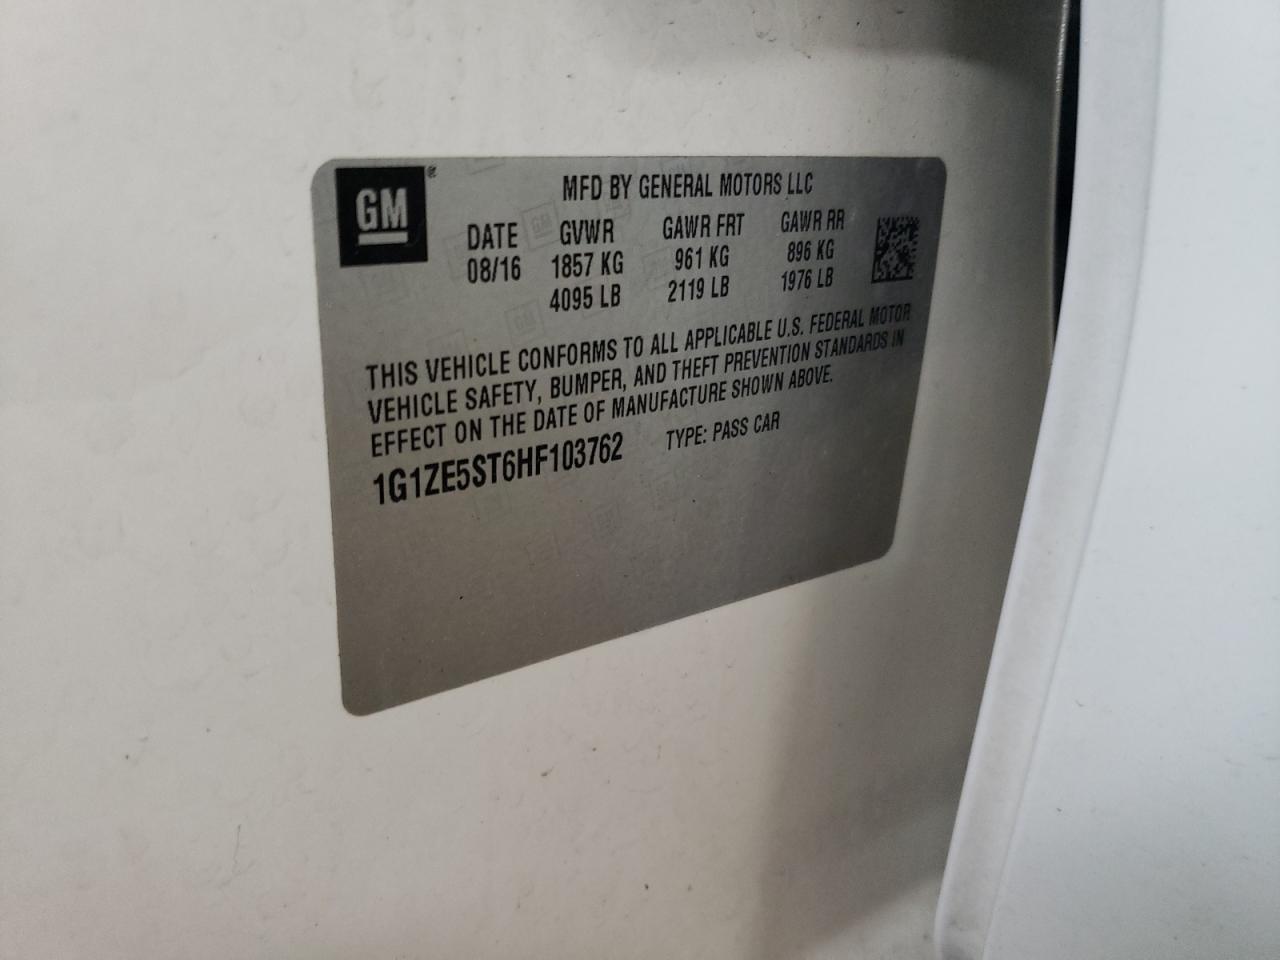 GM®
MFD BY GENERAL MOTORS LLC
DATE GVWR GAWR FRT GAWR RR
08/16 1857 KG 961 KG 896 KG
4095 LB 2119 LB 1976 LB
THIS VEHICLE CONFORMS TO ALL APPLICABLE U.S. FEDERAL MOTOR
VEHICLE SAFETY, BUMPER, AND THEFT PREVENTION STANDARDS IN
EFFECT ON THE DATE OF MANUFACTURE SHOWN ABOVE.
1G1ZE5ST6HF103762 TYPE: PASS CAR